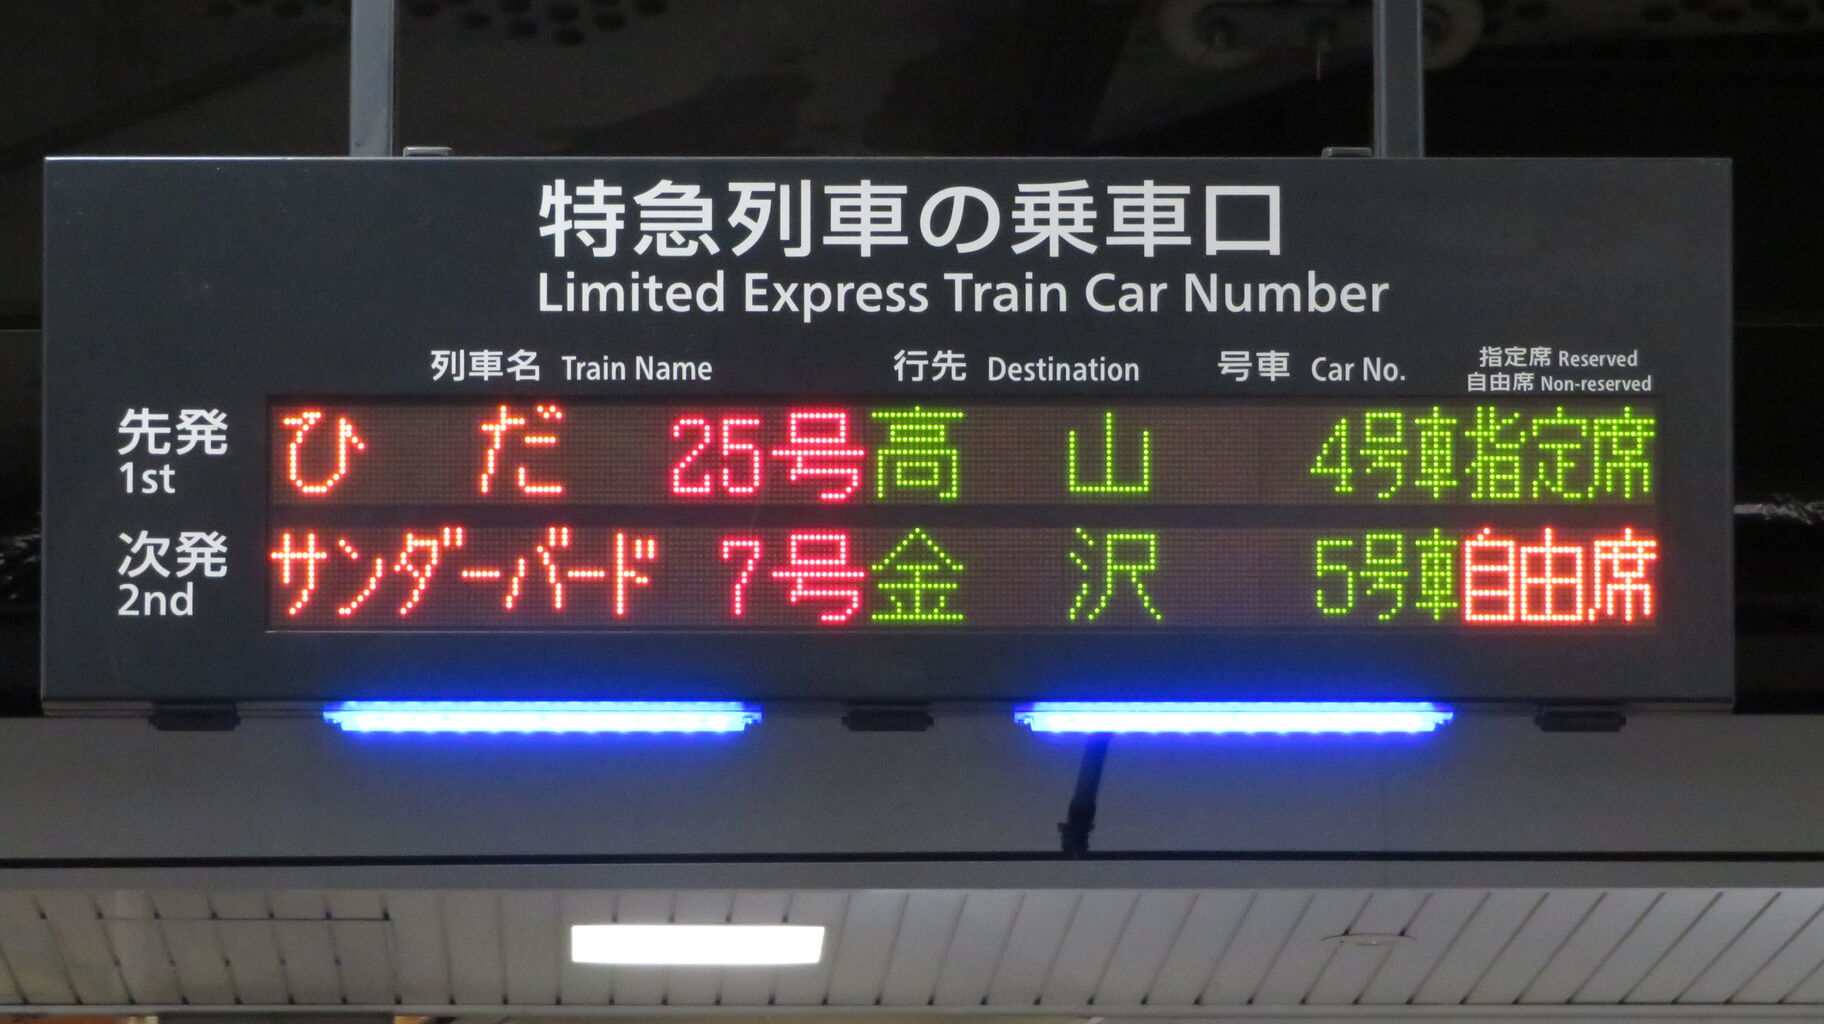 特急列車の乗車口
Limited Express Train Car Number
列車名 Train Name 行先 Destination 号車 Car No. 指定席 Reserved
自由席 Non-reserved
先発 ひだ 25号 高山 4号車 指定席
1st
次発 サンダーバード 7号 金沢 5号車 自由席
2nd